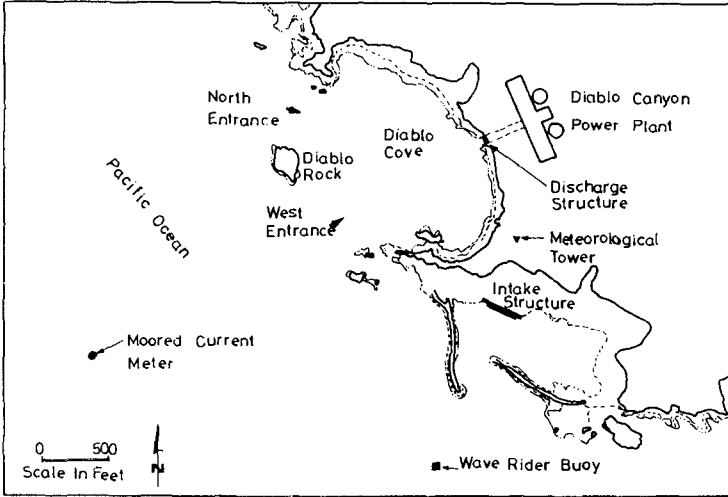 North
Entrance
Diablo Canyon
Power Plant
Diablo
Cove
Diablo
Rock
Pacific Ocean
Discharge
Structure
West
Entrance
Meteorological
Tower
Intake
Structure
Moored Current
Meter
0 500
Scale In Feet
N
Wave Rider Buoy